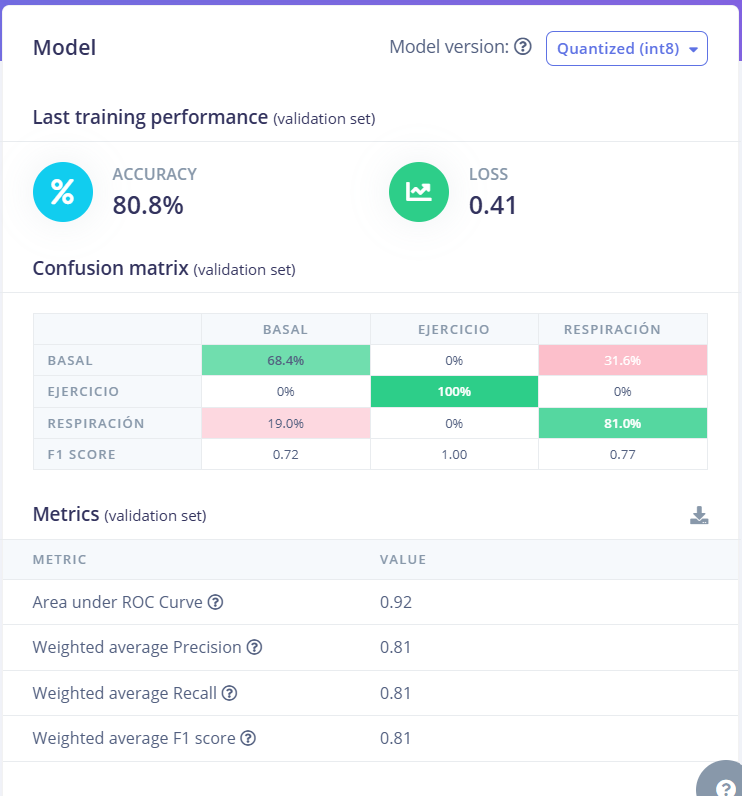 Model
Model version: Quantized (int8)
Last training performance (validation set)
% ACCURACY LOSS
80.8% 0.41
Confusion matrix (validation set)
BASAL EJERCICIO RESPIRACIÓN
BASAL 68.4% 0% 31.6%
EJERCICIO 0% 100% 0%
RESPIRACIÓN 19.0% 0% 81.0%
F1 SCORE 0.72 1.00 0.77
Metrics (validation set)
METRIC VALUE
Area under ROC Curve ? 0.92
Weighted average Precision ? 0.81
Weighted average Recall ? 0.81
Weighted average F1 score ? 0.81